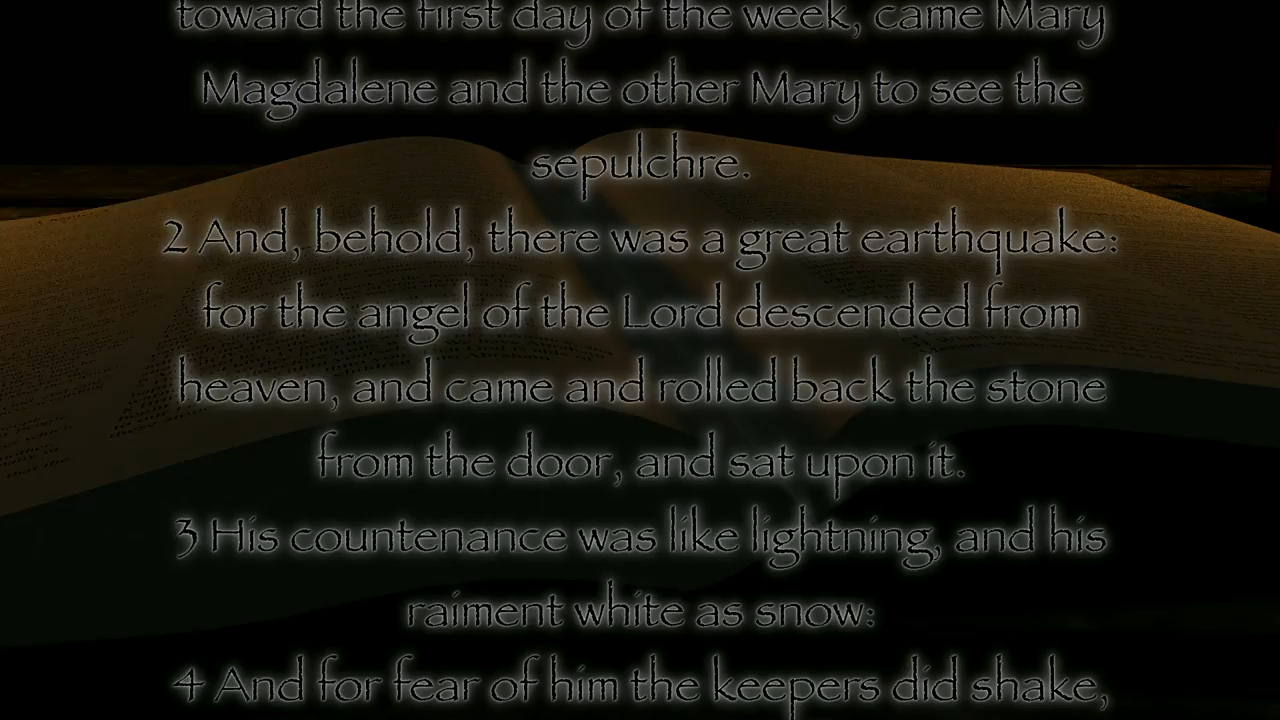 toward the first day of the week, came Mary
Magdalene and the other Mary to see the
sepulchre.
2 And, behold, there was a great earthquake:
for the angel of the Lord descended from
heaven, and came and rolled back the stone
from the door, and sat upon it.
3 His countenance was like lightning, and his
raiment white as snow:
4 And for fear of him the keepers did shake,